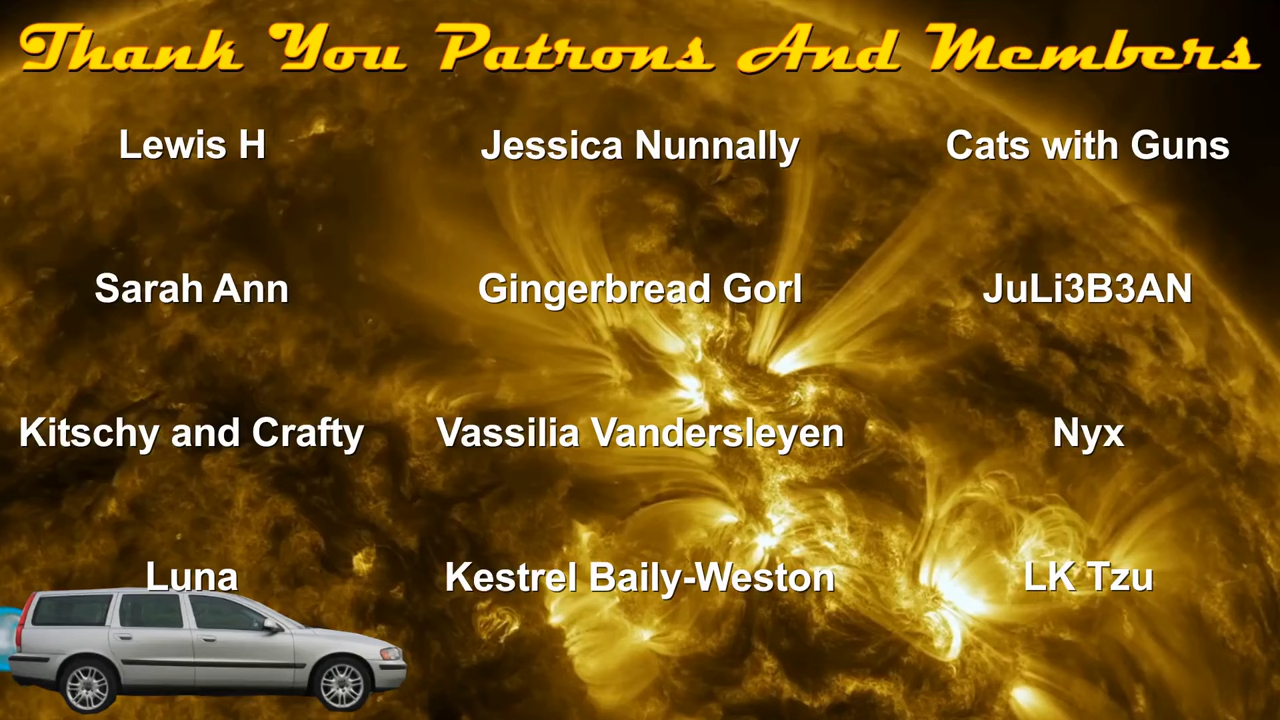 Thank You Patrons And Members
Lewis H
Jessica Nunnally
Cats with Guns
Sarah Ann
Gingerbread Gorl
JuLi3B3AN
Kitschy and Crafty
Vassilia Vandersleyen
Nyx
Luna
Kestrel Baily-Weston
LK Tzu